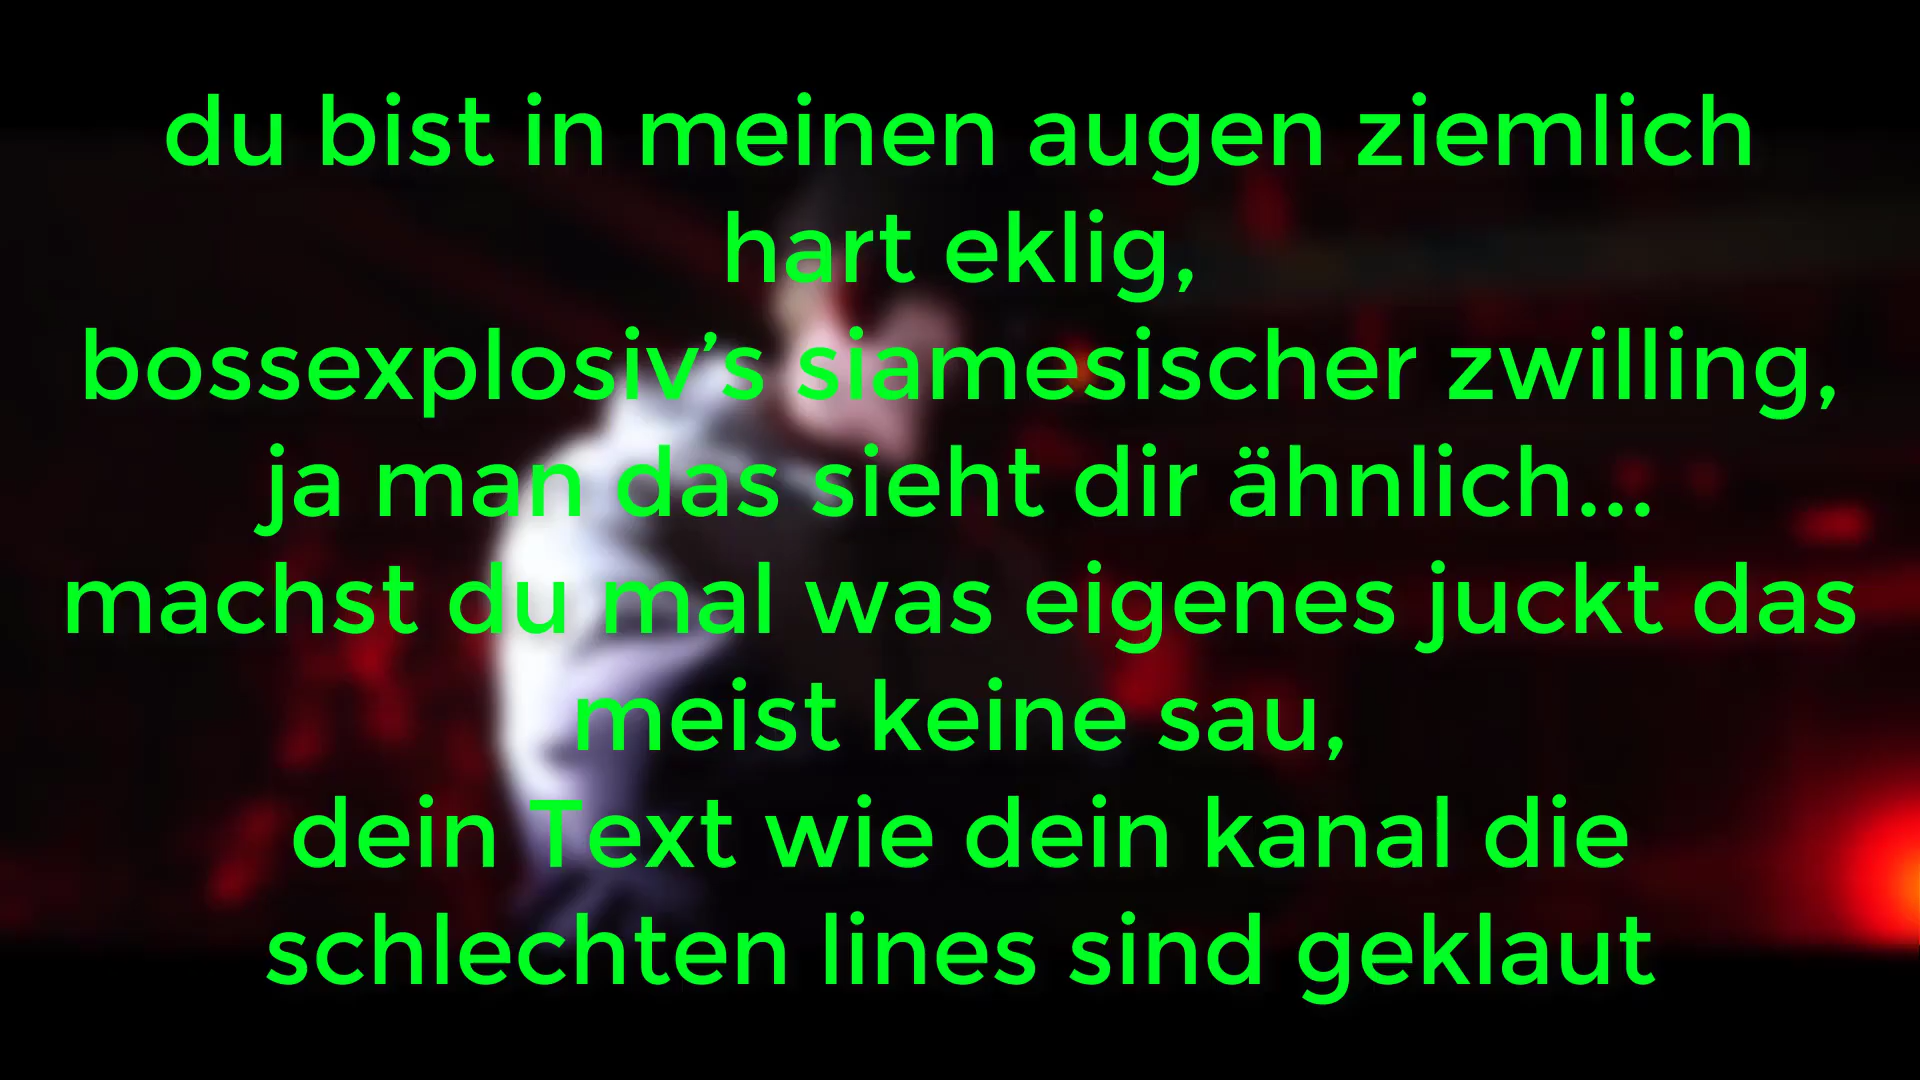 du bist in meinen augen ziemlich
hart eklig,
bossexplosiv’s siamesischer zwilling,
ja man das sieht dir ähnlich...
machst du mal was eigenes juckt das
meist keine sau,
dein Text wie dein kanal die
schlechten lines sind geklaut